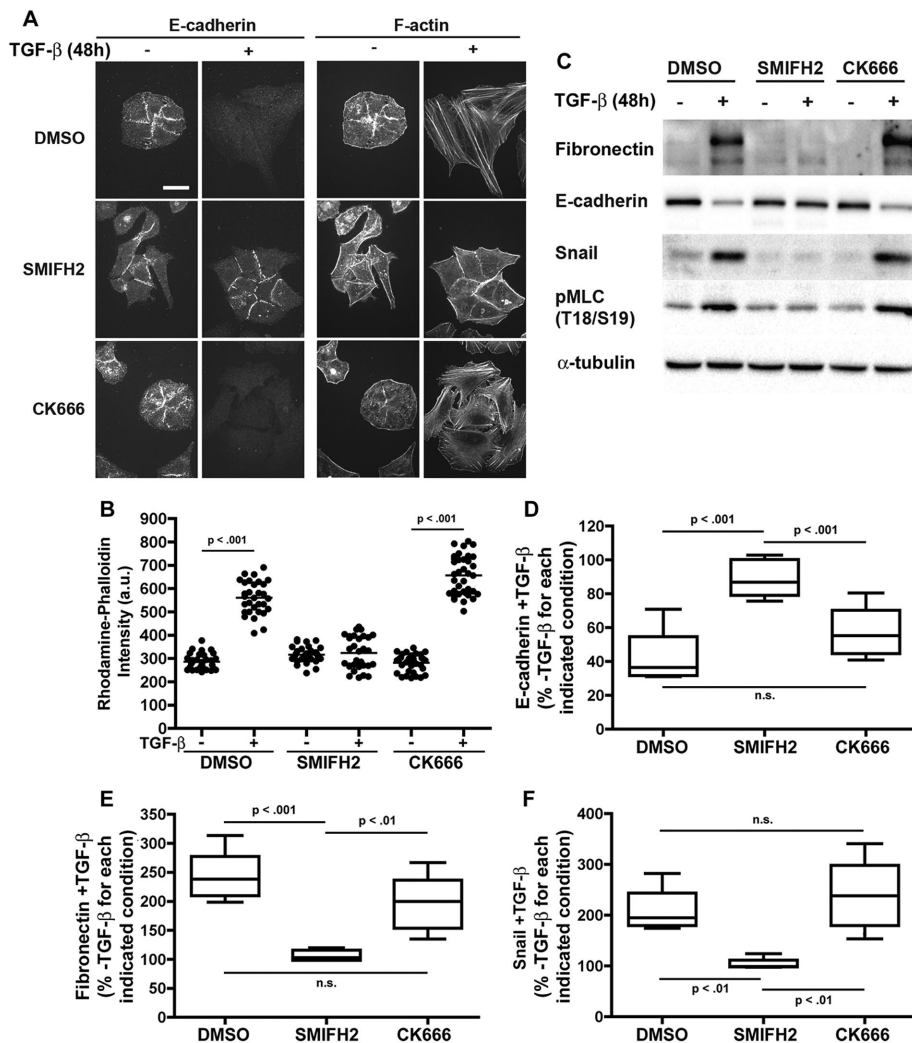 A
E-cadherin
F-actin
TGF-β (48h)
-
+
-
+
DMSO
SMIFH2
CK666
C
DMSO
SMIFH2
CK666
TGF-β (48h)
-
+
-
+
-
+
Fibronectin
E-cadherin
Snail
pMLC
(T18/S19)
α-tubulin
B
Rhodamine-Phalloidin
Intensity (a.u.)
900
800
700
600
500
400
300
200
100
0
p < .001
p < .001
TGF-β
-
+
-
+
-
+
DMSO
SMIFH2
CK666
D
E-cadherin +TGF-β
(% -TGF-β for each
indicated condition)
120
100
80
60
40
20
0
p < .001
p < .001
n.s.
DMSO
SMIFH2
CK666
E
Fibronectin +TGF-β
(% -TGF-β for each
indicated condition)
350
300
250
200
150
100
50
0
p < .001
p < .01
n.s.
DMSO
SMIFH2
CK666
F
Snail +TGF-β
(% -TGF-β for each
indicated condition)
400
300
200
100
0
n.s.
p < .01
p < .01
DMSO
SMIFH2
CK666